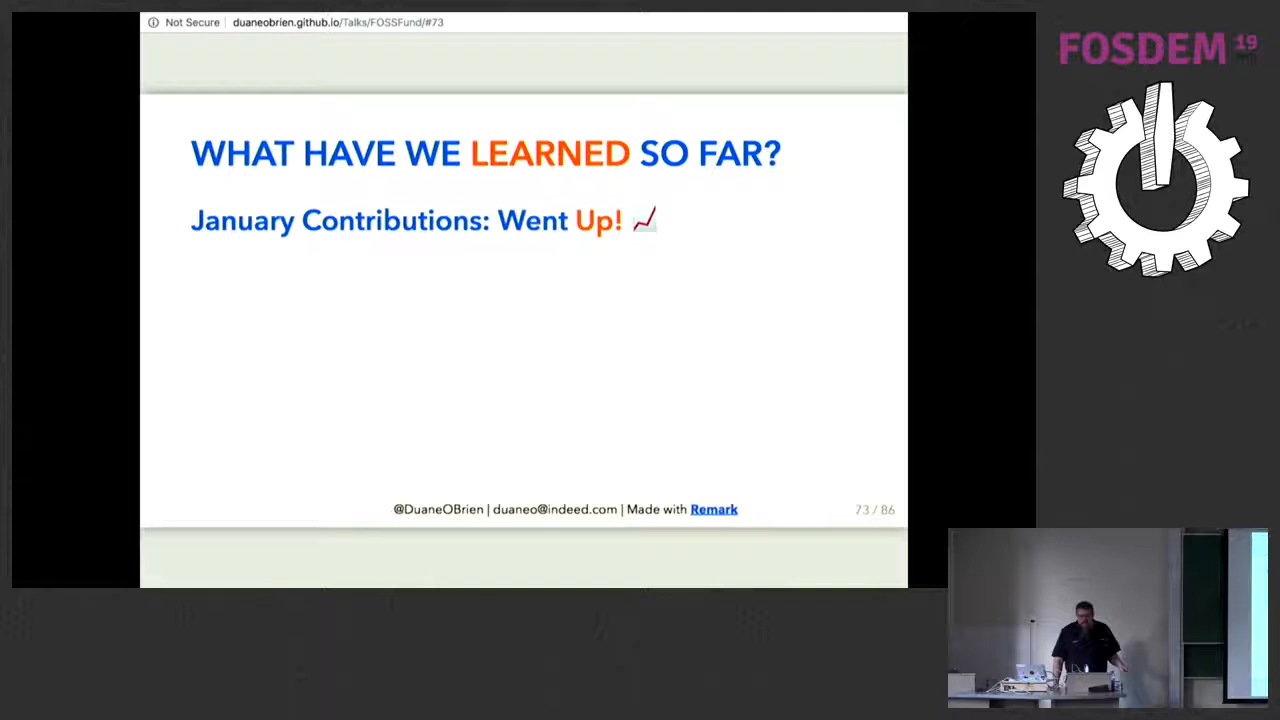 Not Secure duaneobrien.github.io/Talks/FOSSFund/#73
FOSDEM 19
WHAT HAVE WE LEARNED SO FAR?
January Contributions: Went Up!
@DuaneOBrien | duaneo@indeed.com | Made with Remark
73 / 86